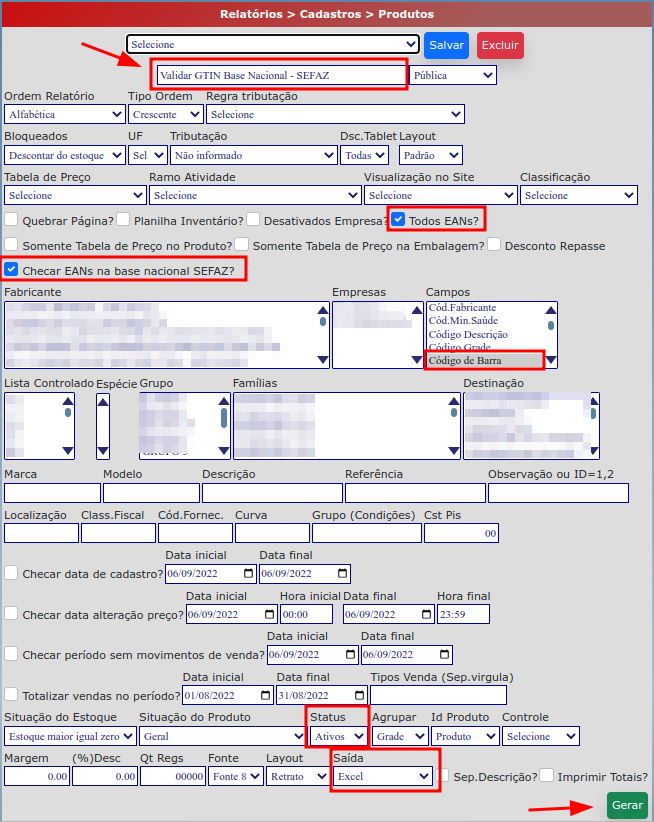 Relatórios > Cadastros > Produtos
Selecione Salvar Excluir
Validar GTIN Base Nacional - SEFAZ Pública
Ordem Relatório Tipo Ordem Regra tributação
Alfabética Crescente Selecione
Bloqueados UF Tributação Dsc.Tablet Layout
Descontar do estoque Sel Não informado Todas Padrão
Tabela de Preço Ramo Atividade Visualização no Site Classificação
Selecione Selecione Selecione Selecione
Quebrar Página? Planilha Inventário? Desativados Empresa? Todos EANs?
Somente Tabela de Preço no Produto? Somente Tabela de Preço na Embalagem? Desconto Repasse
Checar EANs na base nacional SEFAZ?
Fabricante Empresas Campos
Cód.Fabricante
Cód.Min.Saúde
Código Descrição
Código Grade
Código de Barra
Lista Controlado Espécie Grupo Famílias Destinação
Marca Modelo Descrição Referência Observação ou ID=1,2
Localização Class.Fiscal Cód.Fornec. Curva Grupo (Condições) Cst Pis
00
Data inicial Data final
Checar data de cadastro? 06/09/2022 06/09/2022
Data inicial Hora inicial Data final Hora final
Checar data alteração preço? 06/09/2022 00:00 06/09/2022 23:59
Data inicial Data final
Checar período sem movimentos de venda? 06/09/2022 06/09/2022
Data inicial Data final Tipos Venda (Sep.virgula)
Totalizar vendas no período? 01/08/2022 31/08/2022
Situação do Estoque Situação do Produto Status Agrupar Id Produto Controle
Estoque maior igual zero Geral Ativos Grade Produto Selecione
Margem (%)Desc Qt Regs Fonte Layout Saída
0.00 0.00 00000 Fonte 8 Retrato Excel Sep.Descrição? Imprimir Totais?
Gerar